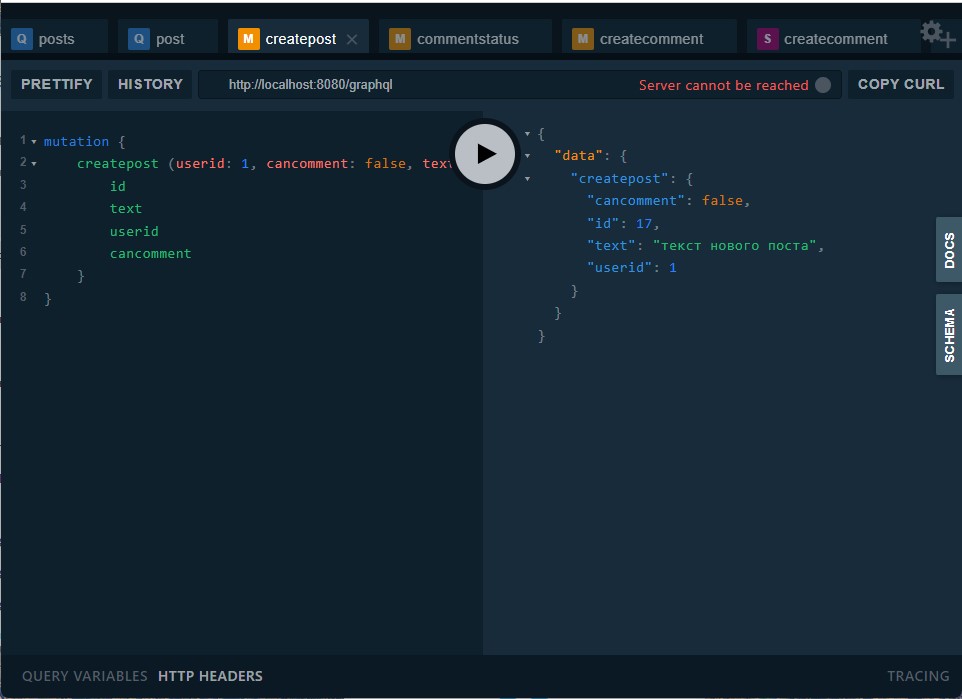 Q posts Q post M createpost M commentstatus M createcomment S createcomment
PRETTIFY HISTORY http://localhost:8080/graphql Server cannot be reached COPY CURL
1 mutation {
2 createpost (userid: 1, cancomment: false, text
3 id
4 text
5 userid
6 cancomment
7 }
8 }
{
"data": {
"createpost": {
"cancomment": false,
"id": 17,
"text": "текст нового поста",
"userid": 1
}
}
}
DOCS
SCHEMA
QUERY VARIABLES HTTP HEADERS TRACING